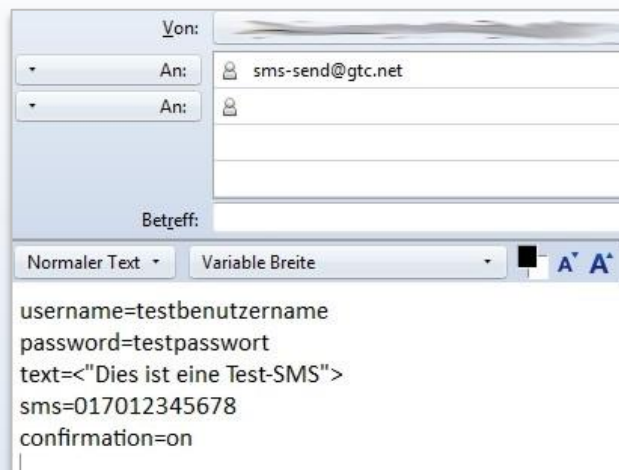 Von:
An: sms-send@gtc.net
An:
Betreff:
Normaler Text Variable Breite A A
username=testbenutzername
password=testpasswort
text=<"Dies ist eine Test-SMS">
sms=017012345678
confirmation=on